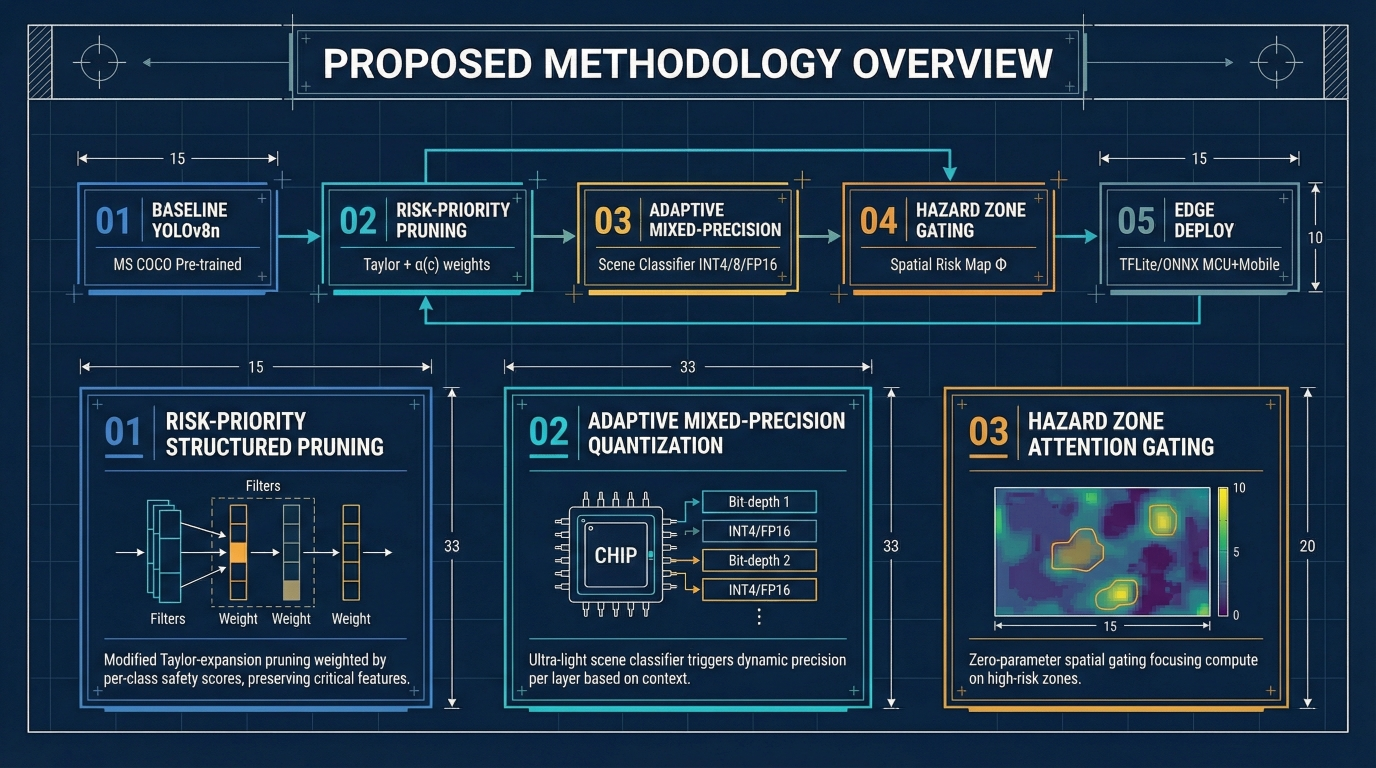 PROPOSED METHODOLOGY OVERVIEW
15
15
01
BASELINE
YOLOv8n
MS COCO Pre-trained
02
RISK-PRIORITY
PRUNING
Taylor + α(c) weights
03
ADAPTIVE
MIXED-PRECISION
Scene Classifier INT4/8/FP16
04
HAZARD ZONE
GATING
Spatial Risk Map Φ
05
EDGE
DEPLOY
TFLite/ONNX MCU+Mobile
10
15
01
RISK-PRIORITY
STRUCTURED PRUNING
Filters
Filters
Weight
Weight
Weight
Modified Taylor-expansion pruning weighted by
per-class safety scores, preserving critical features.
33
33
02
ADAPTIVE MIXED-PRECISION
QUANTIZATION
CHIP
Bit-depth 1
INT4/FP16
Bit-depth 2
INT4/FP16
⋮
Ultra-light scene classifier triggers dynamic precision
per layer based on context.
33
03
HAZARD ZONE
ATTENTION GATING
10
5
0
15
Zero-parameter spatial gating focusing compute
on high-risk zones.
20